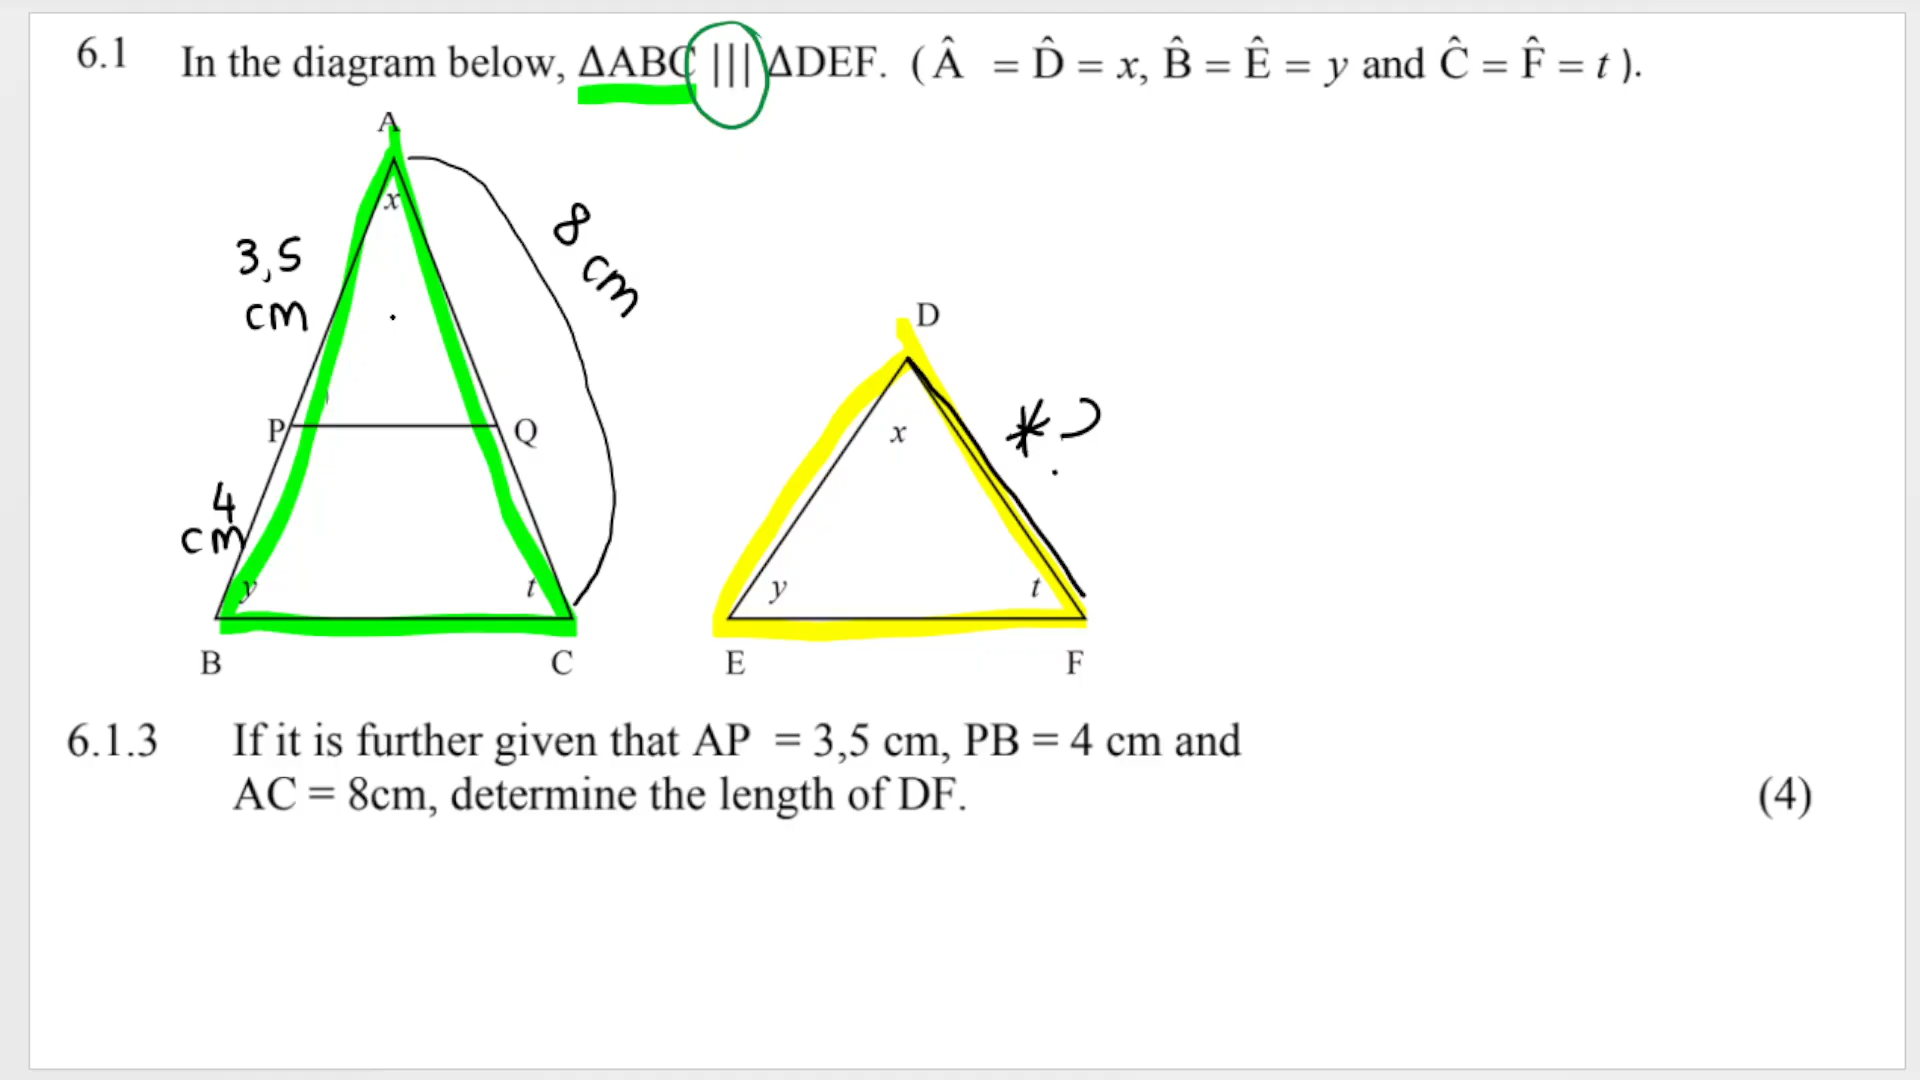 6.1 In the diagram below, ΔABC ||| ΔDEF. ( Â = D̂ = x, B̂ = Ê = y and Ĉ = F̂ = t ).
A
x
3,5
cm
8 cm
D
P
Q
x
* ?
4
cm
y
t
y
t
B
C
E
F
6.1.3 If it is further given that AP = 3,5 cm, PB = 4 cm and
AC = 8cm, determine the length of DF. (4)